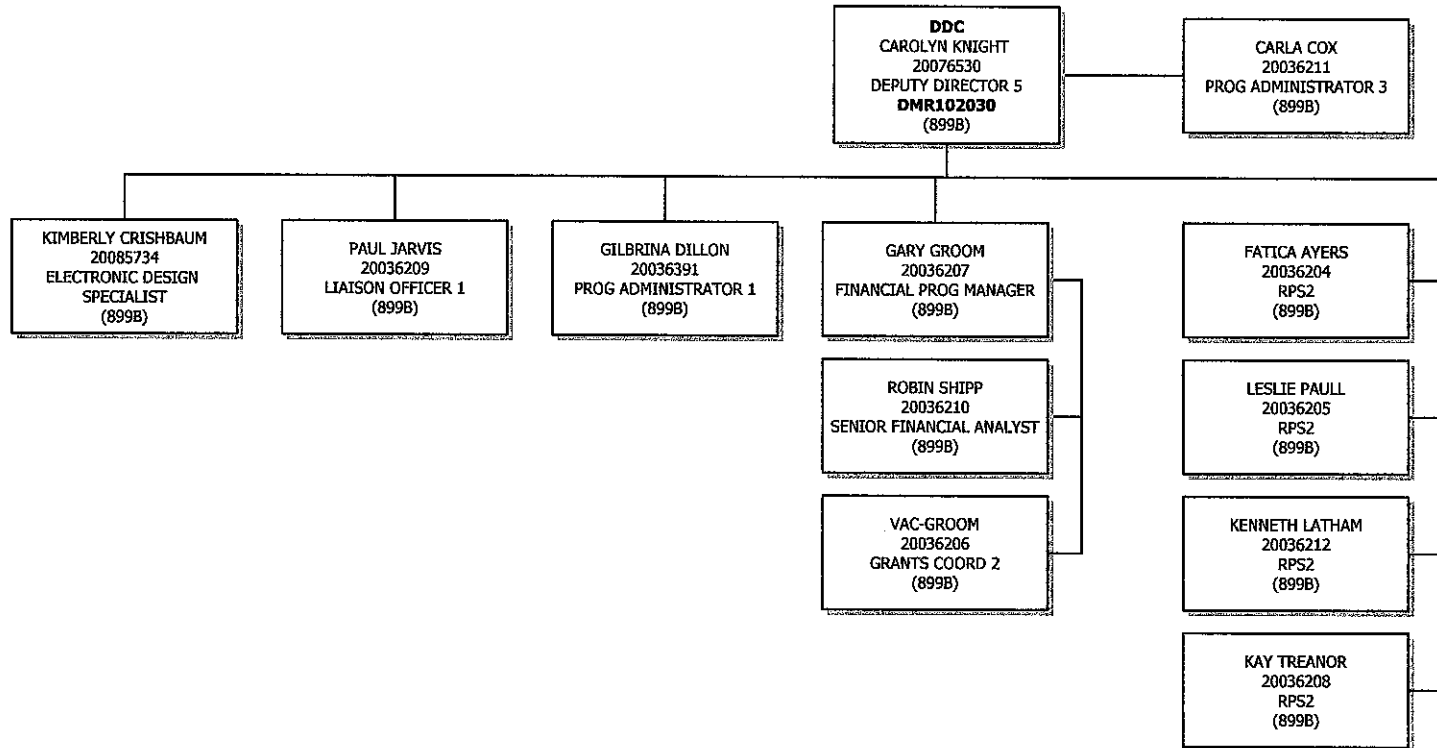 DDC
CAROLYN KNIGHT
20076530
DEPUTY DIRECTOR 5
DMR102030
(899B)
CARLA COX
20036211
PROG ADMINISTRATOR 3
(899B)
KIMBERLY CRISHBAUM
20085734
ELECTRONIC DESIGN
SPECIALIST
(899B)
PAUL JARVIS
20036209
LIAISON OFFICER 1
(899B)
GILBRINA DILLON
20036391
PROG ADMINISTRATOR 1
(899B)
GARY GROOM
20036207
FINANCIAL PROG MANAGER
(899B)
ROBIN SHIPP
20036210
SENIOR FINANCIAL ANALYST
(899B)
VAC-GROOM
20036206
GRANTS COORD 2
(899B)
FATICA AYERS
20036204
RPS2
(899B)
LESLIE PAULL
20036205
RPS2
(899B)
KENNETH LATHAM
20036212
RPS2
(899B)
KAY TREANOR
20036208
RPS2
(899B)